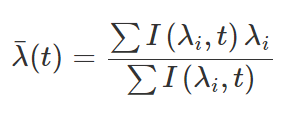 λ̄(t) = ∑ I (λᵢ, t) λᵢ / ∑ I (λᵢ, t)